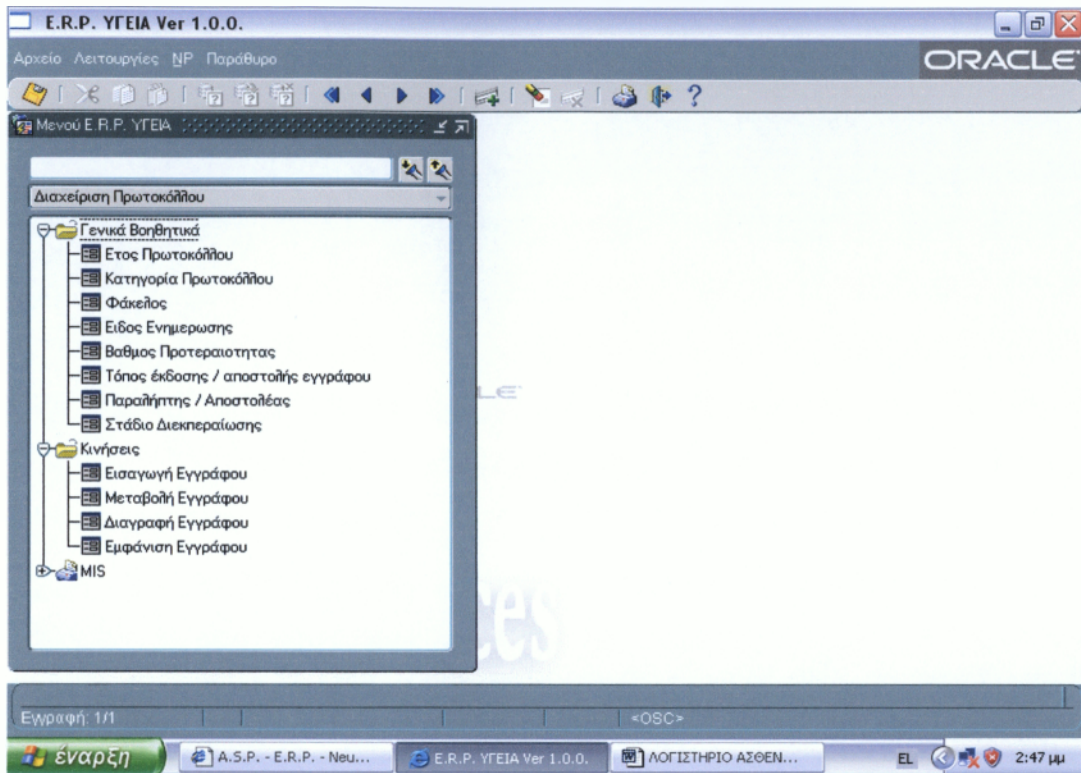 E.R.P. ΥΓΕΙΑ Ver 1.0.0.
Αρχείο Λειτουργίες NP Παράθυρο
ORACLE
Μενού E.R.P. ΥΓΕΙΑ
Διαχείριση Πρωτοκόλλου
Γενικά Βοηθητικά
Ετος Πρωτοκόλλου
Κατηγορία Πρωτοκόλλου
Φάκελος
Ειδος Ενημερωσης
Βαθμος Προτεραιοτητας
Τόπος έκδοσης / αποστολής εγγράφου
Παραλήπτης / Αποστολέας
Στάδιο Διεκπεραίωσης
Κινήσεις
Εισαγωγή Εγγράφου
Μεταβολή Εγγράφου
Διαγραφή Εγγράφου
Εμφάνιση Εγγράφου
MIS
LE
ces
Εγγραφή: 1/1 <OSC>
έναρξη A.S.P. - E.R.P. - Neu... E.R.P. ΥΓΕΙΑ Ver 1.0.0. ΛΟΓΙΣΤΗΡΙΟ ΑΣΘΕΝ... EL 2:47 μμ